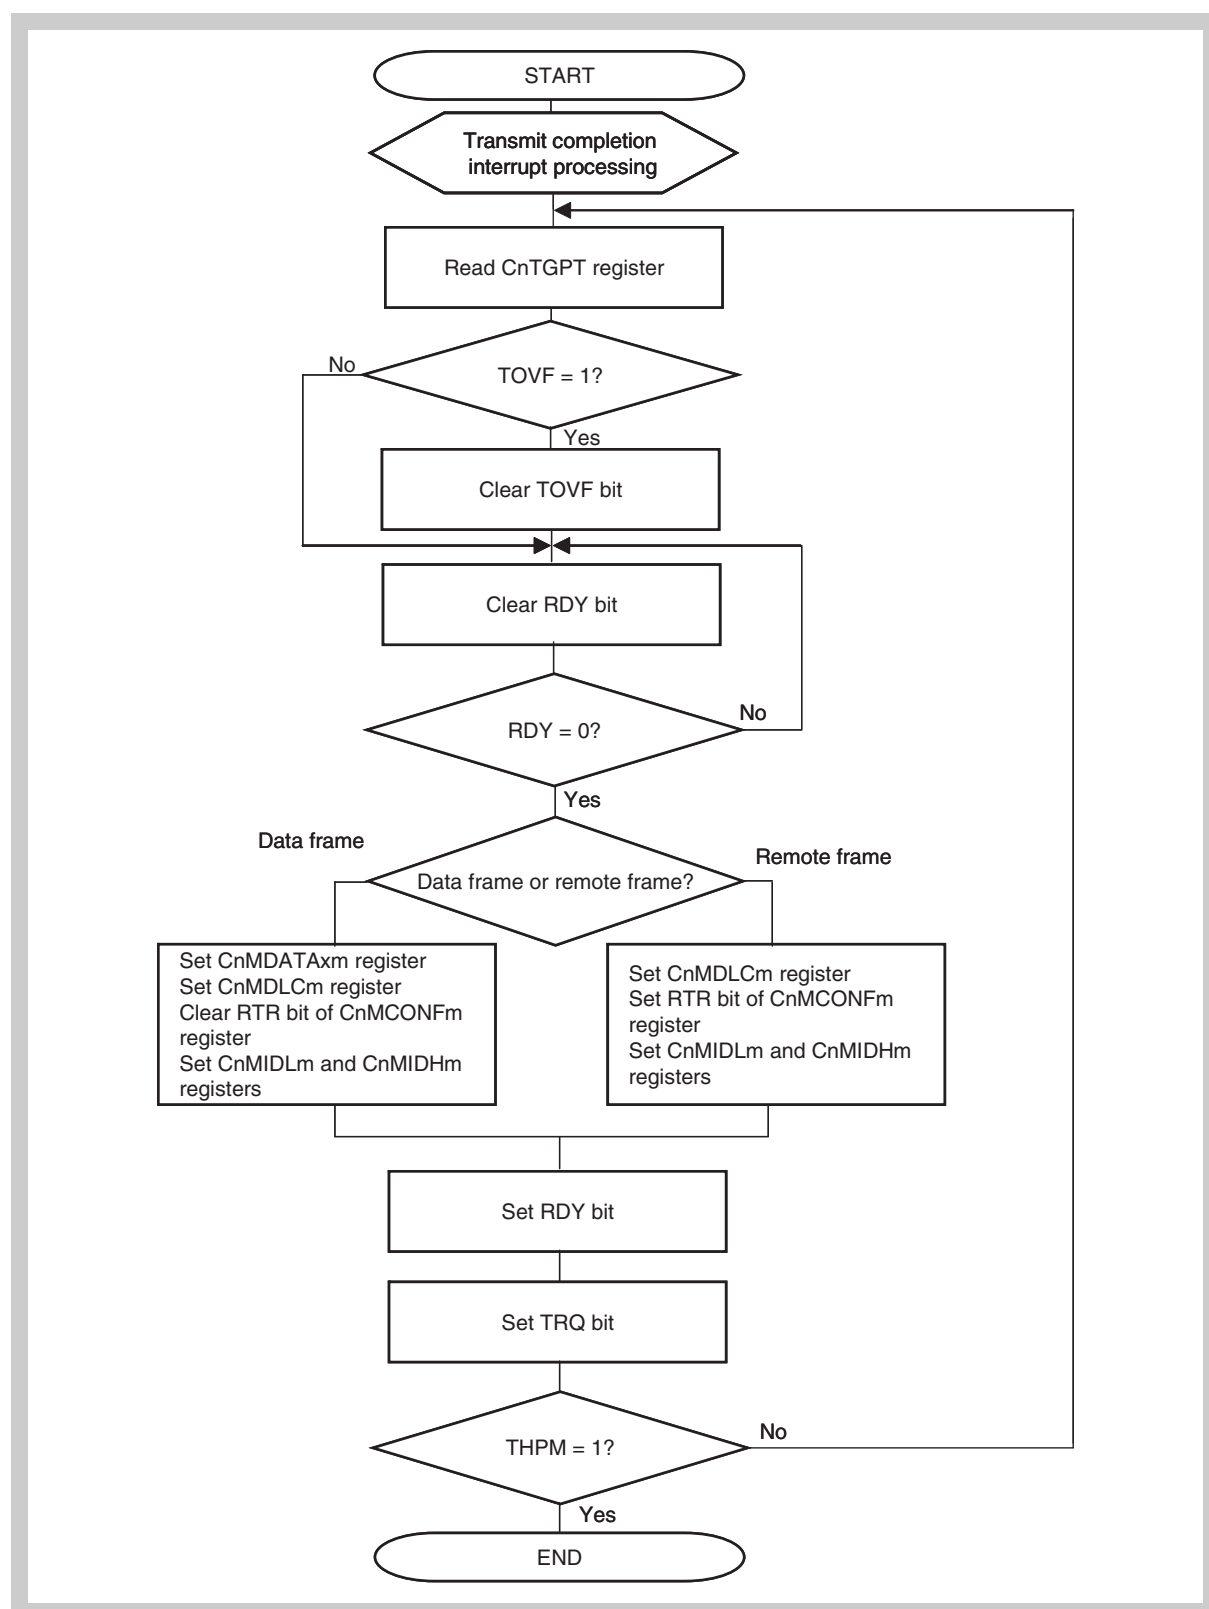 START
Transmit completion
interrupt processing
Read CnTGPT register
No
TOVF = 1?
Yes
Clear TOVF bit
Clear RDY bit
No
RDY = 0?
Yes
Data frame
Remote frame
Data frame or remote frame?
Set CnMDATAxm register
Set CnMDLCm register
Clear RTR bit of CnMCONFm
register
Set CnMIDLm and CnMIDHm
registers
Set CnMDLCm register
Set RTR bit of CnMCONFm
register
Set CnMIDLm and CnMIDHm
registers
Set RDY bit
Set TRQ bit
No
THPM = 1?
Yes
END